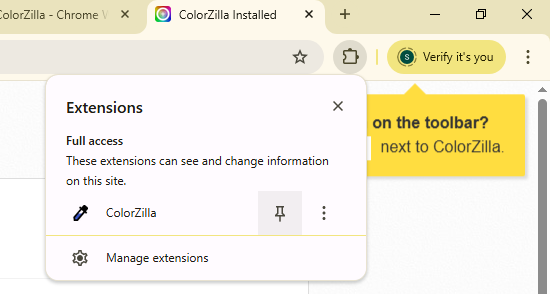 ColorZilla - Chrome
ColorZilla Installed
S
Verify it's you
Extensions
Full access
These extensions can see and change information
on this site.
ColorZilla
Manage extensions
on the toolbar?
next to ColorZilla.